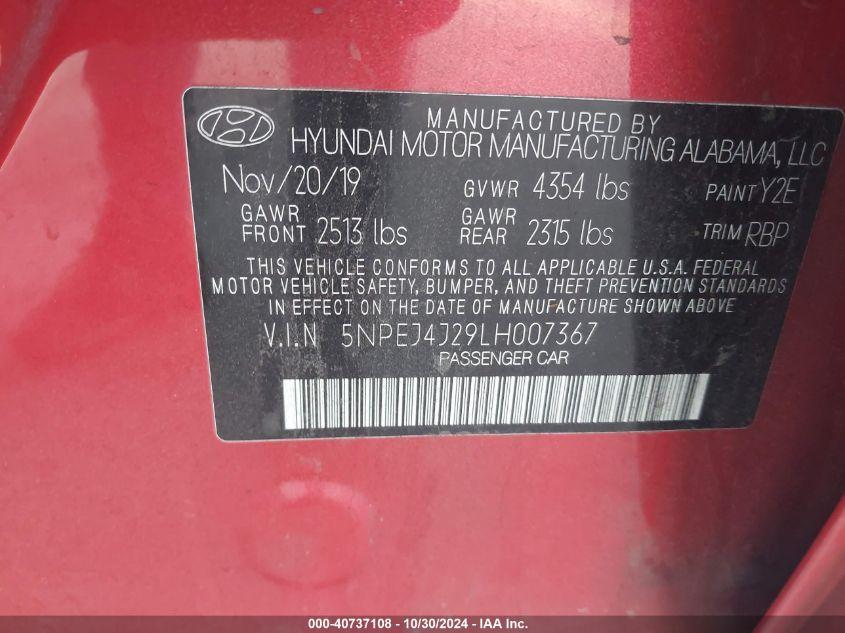 MANUFACTURED BY
HYUNDAI MOTOR MANUFACTURING ALABAMA, LLC
Nov/20/19 GVWR 4354 lbs PAINT Y2E
GAWR FRONT 2513 lbs GAWR REAR 2315 lbs TRIM RBP
THIS VEHICLE CONFORMS TO ALL APPLICABLE U.S.A. FEDERAL
MOTOR VEHICLE SAFETY, BUMPER, AND THEFT PREVENTION STANDARDS
IN EFFECT ON THE DATE OF MANUFACTURE SHOWN ABOVE.
V.I.N 5NPEJ4J29LH007367
PASSENGER CAR
000-40737108 - 10/30/2024 - IAA Inc.